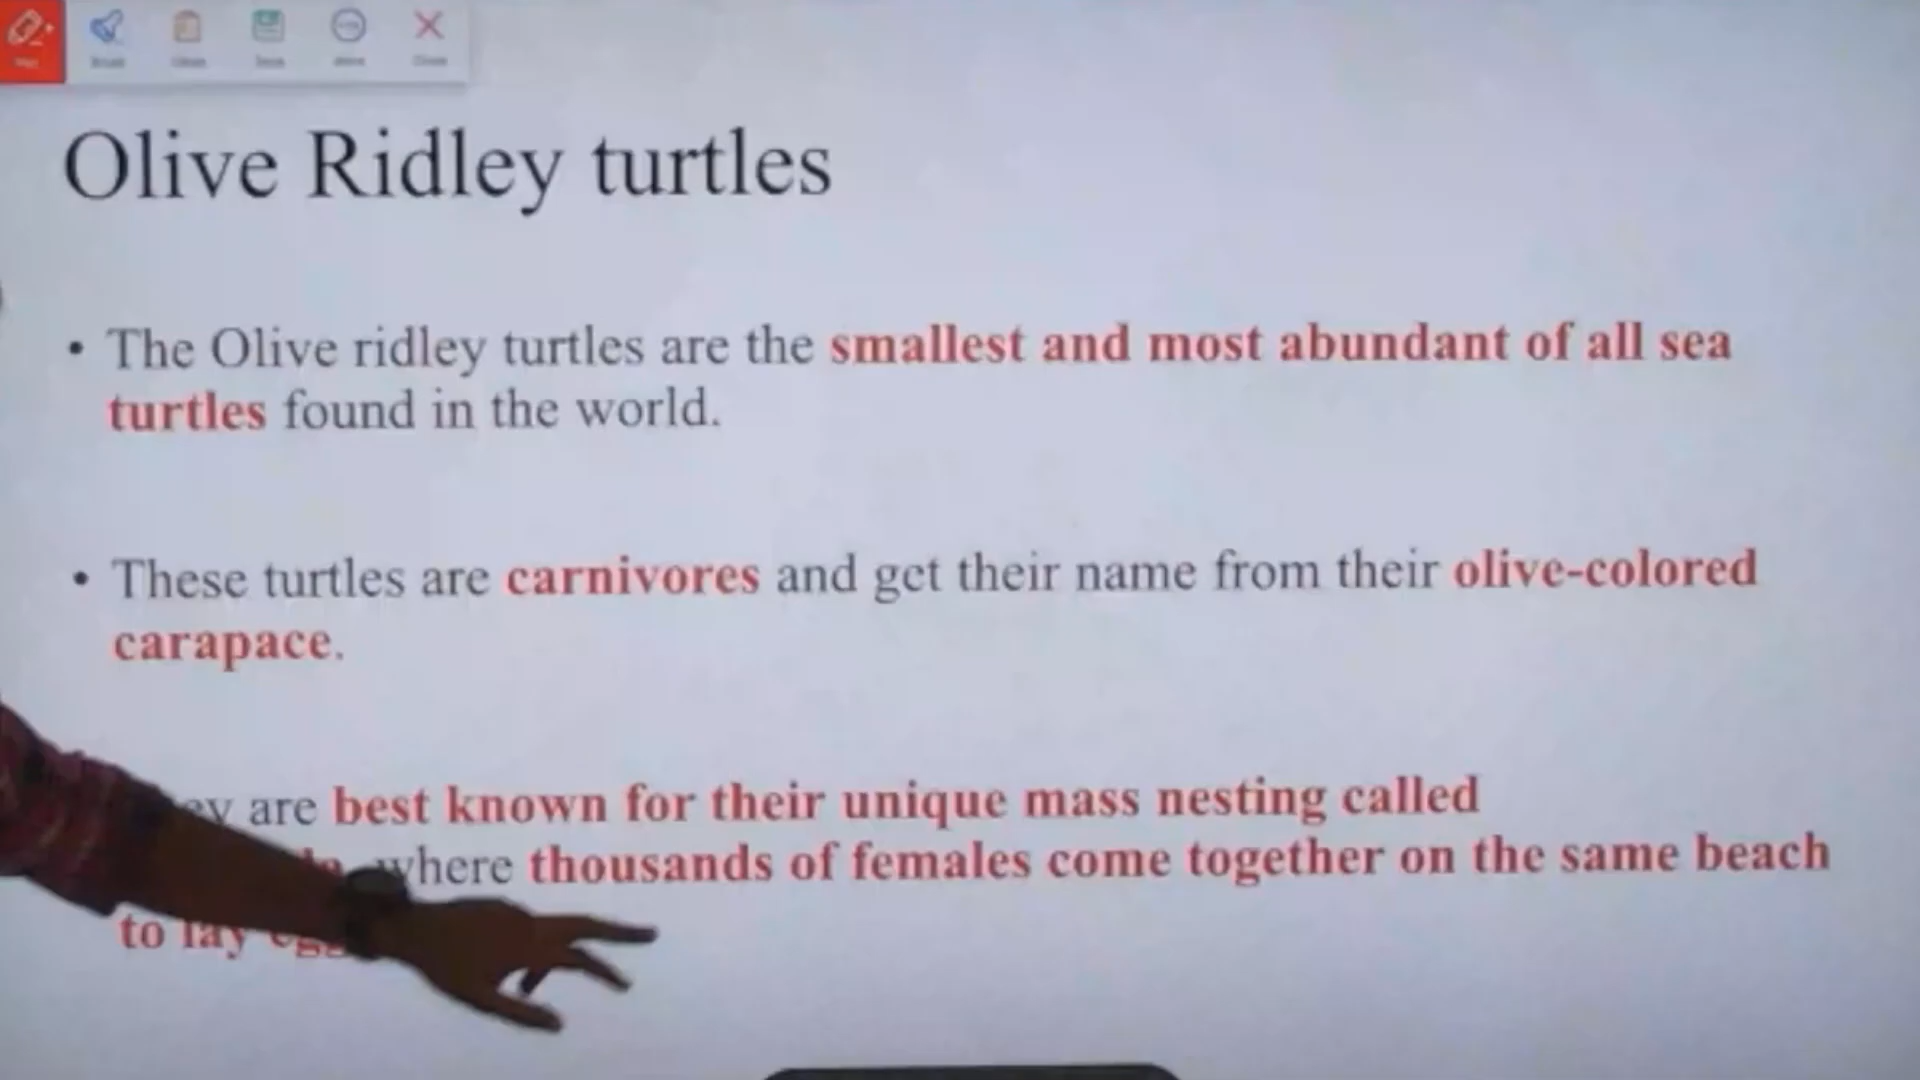 Olive Ridley turtles
• The Olive ridley turtles are the smallest and most abundant of all sea
turtles found in the world.
• These turtles are carnivores and get their name from their olive-colored
carapace.
are best known for their unique mass nesting called
where thousands of females come together on the same beach
to lay